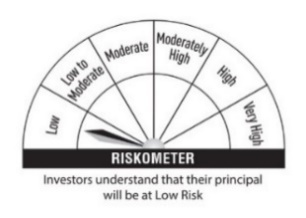 Low
Low to
Moderate
Moderate
Moderately
High
High
Very High
RISKOMETER
Investors understand that their principal
will be at Low Risk